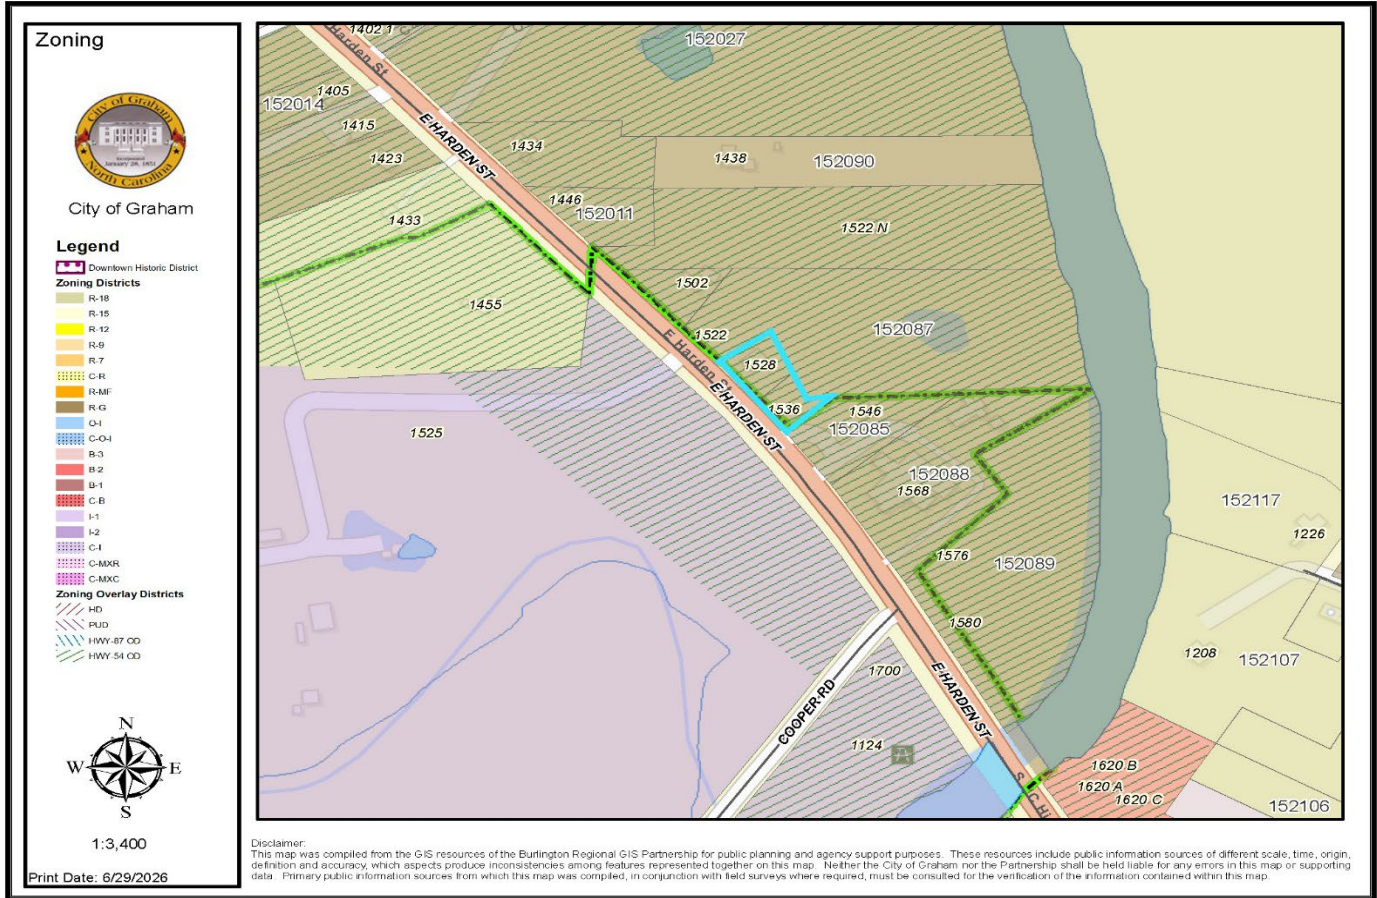 Zoning
City of Graham
Incorporated
January 28, 1851
North Carolina
City of Graham
Legend
Downtown Historic District
Zoning Districts
R-18
R-15
R-12
R-9
R-7
C-R
R-MF
R-G
O-I
C-O-I
B-3
B-2
B-1
C-B
I-1
I-2
C-I
C-MXR
C-MXC
Zoning Overlay Districts
HD
PUD
HWY-87 OD
HWY-54 OD
N
W E
S
1:3,400
Print Date: 6/29/2026
1402 1
Harden St
152027
1405
152014
1415
E HARDEN ST
1434
1423
1438
152090
1446
152011
1433
1522 N
1502
1455
1522
152087
E Harden St
1528
E HARDEN ST
1536
1546
1525
152085
152088
1568
152117
1226
1576
152089
1580
1208
152107
1700
E HARDEN ST
COOPER RD
1124
1620 B
1620 A
1620 C
152106
Disclaimer:
This map was compiled from the GIS resources of the Burlington Regional GIS Partnership for public planning and agency support purposes. These resources include public information sources of different scale, time, origin,
definition and accuracy, which aspects produce inconsistencies among features represented together on this map. Neither the City of Graham nor the Partnership shall be held liable for any errors in this map or supporting
data. Primary public information sources from which this map was compiled, in conjunction with field surveys where required, must be consulted for the verification of the information contained within this map.